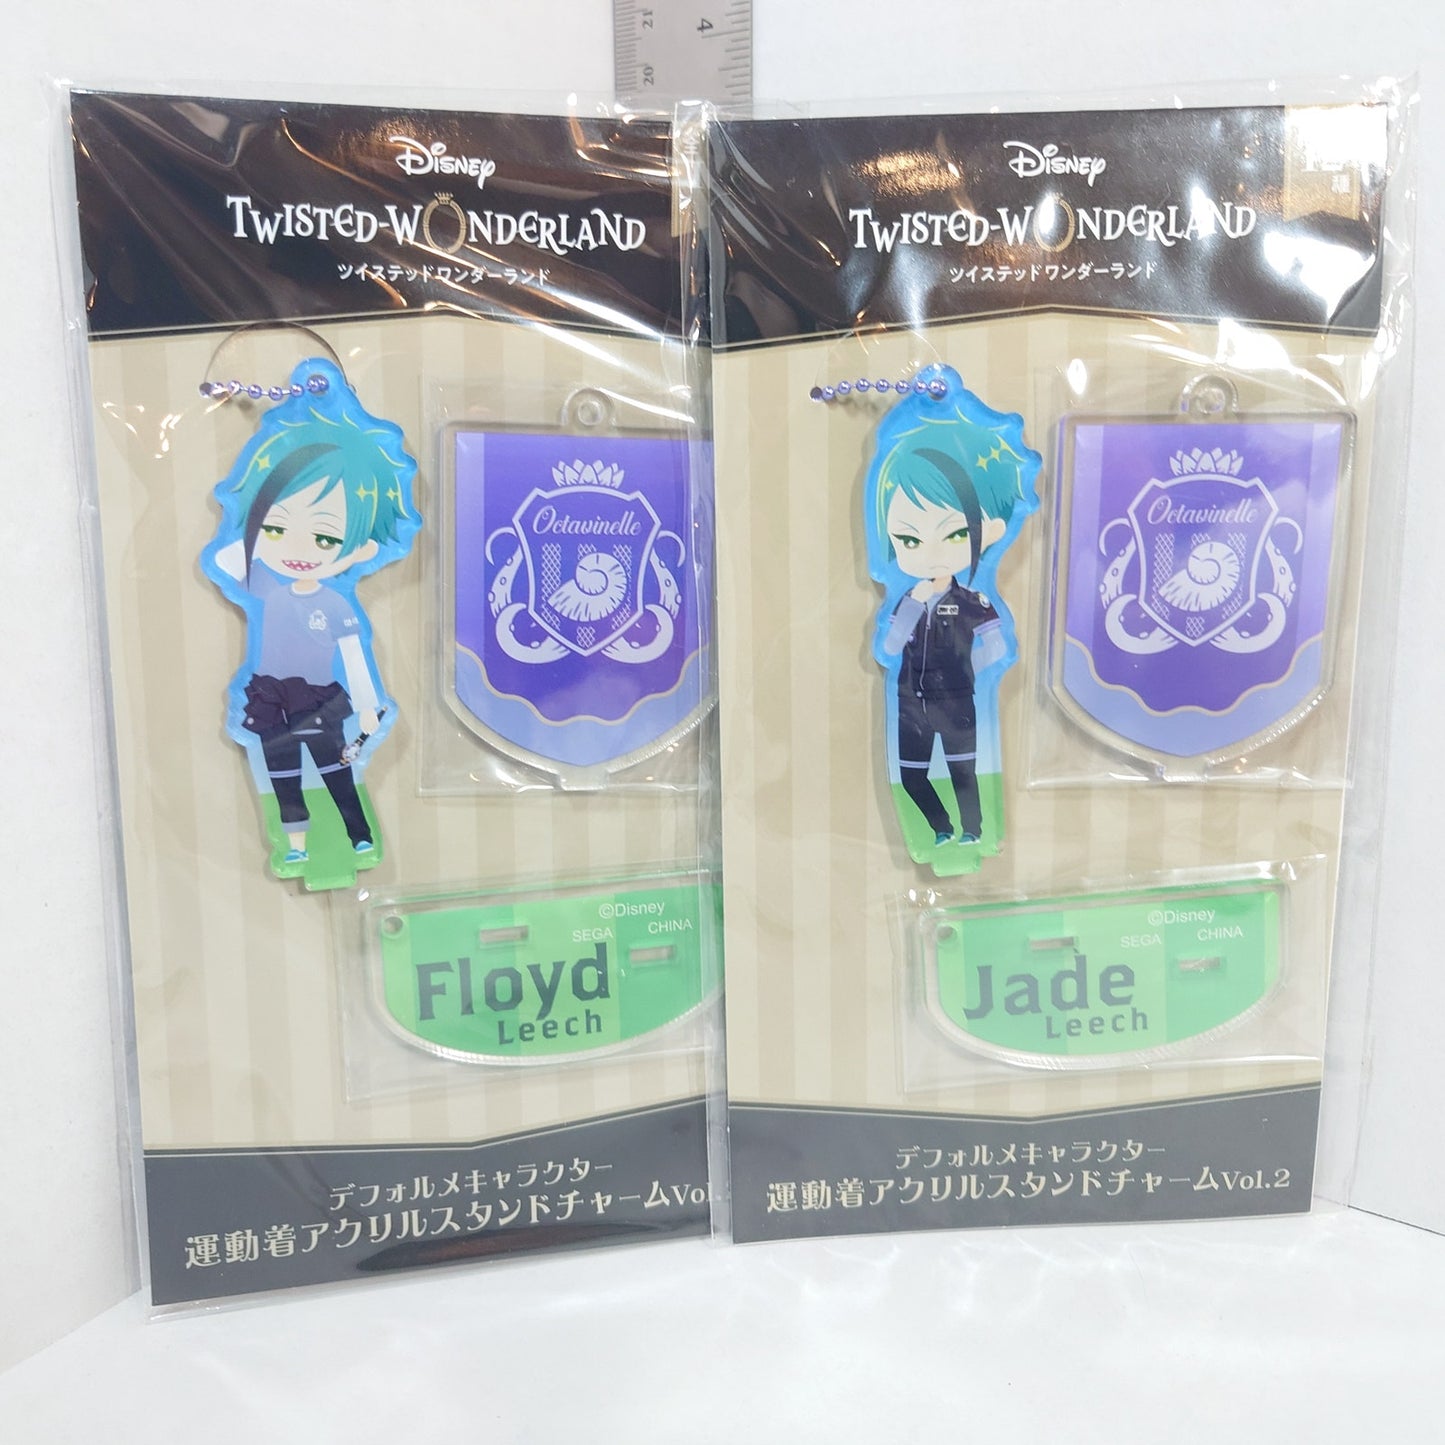 21
20
4
Disney
TWISTED-WONDERLAND
ツイステッドワンダーランド
Octavinelle
©Disney
SEGA CHINA
Floyd
Leech
デフォルメキャラクター
運動着アクリルスタンドチャームVol.
Disney
TWISTED-WONDERLAND
ツイステッドワンダーランド
種
Octavinelle
©Disney
SEGA CHINA
Jade
Leech
デフォルメキャラクター
運動着アクリルスタンドチャームVol.2